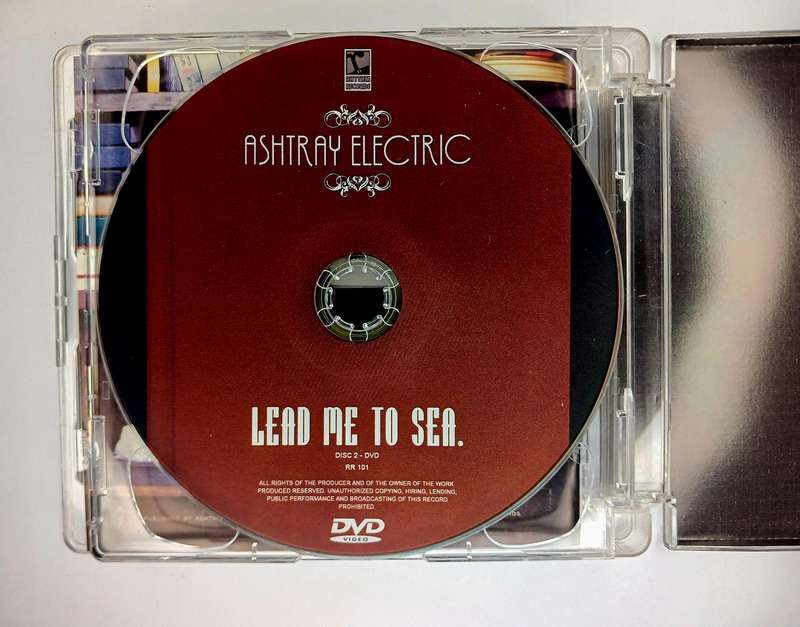 ASHTRAY ELECTRIC
LEAD ME TO SEA.
DISC 2 - DVD
RR 101
ALL RIGHTS OF THE PRODUCER AND OF THE OWNER OF THE WORK
PRODUCED RESERVED. UNAUTHORIZED COPYING, HIRING, LENDING,
PUBLIC PERFORMANCE AND BROADCASTING OF THIS RECORD
PROHIBITED.
DVD
VIDEO